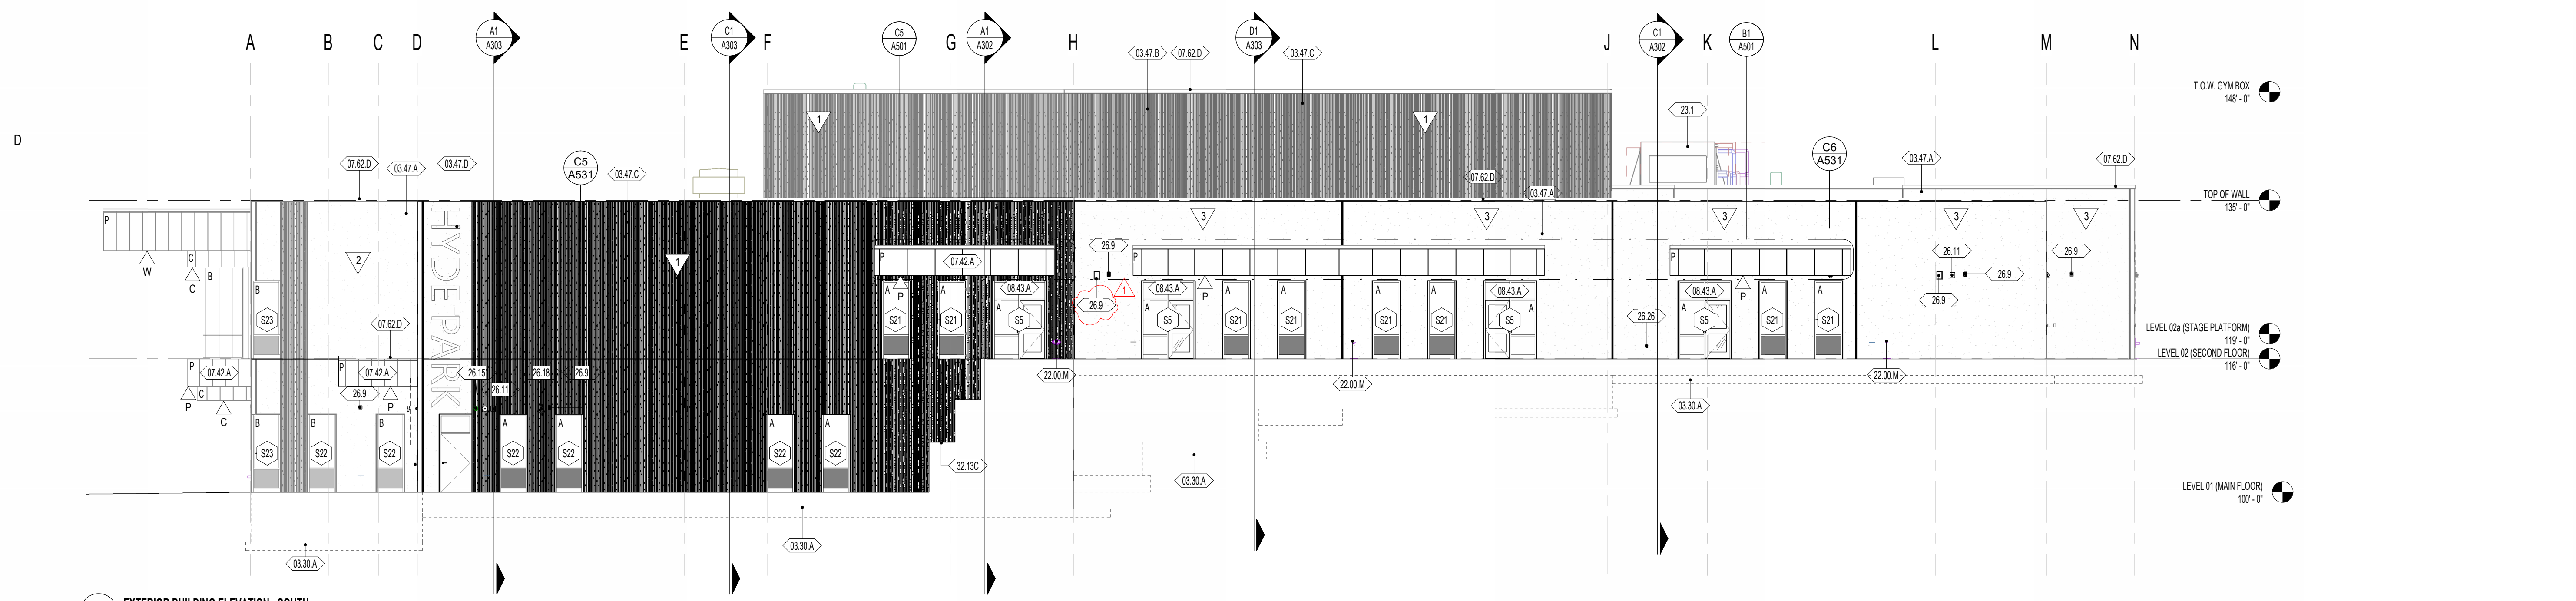 A B C D E F G H J K L M N
A1
A303
C1
A303
C5
A501
A1
A302
D1
A303
C1
A302
B1
A501
03.47.B
07.62.D
03.47.C
T.O.W. GYM BOX
148' - 0"
23.1
1
1
D
C5
A531
C6
A531
07.62.D
03.47.A
03.47.D
03.47.C
07.62.D
03.47.A
03.47.A
07.62.D
TOP OF WALL
135' - 0"
P
HYDE PARK
3
3
3
3
3
2
1
26.9
26.11
26.9
W
C
C
B
P
07.42.A
P
P
26.9
26.9
26.9
1
B
A
P
A
08.43.A
08.43.A
P
A
A
A
A
08.43.A
08.43.A
P
A
A
S23
S21
S21
A
S5
A
S5
S21
S21
S21
S21
S5
A
A
S5
S21
S21
26.26
07.62.D
LEVEL 02a (STAGE PLATFORM)
119' - 0"
LEVEL 02 (SECOND FLOOR)
116' - 0"
P
07.42.A
P
07.42.A
26.15
26.11
26.18
26.9
22.00.M
22.00.M
22.00.M
P
C
C
26.9
P
03.30.A
B
B
B
A
A
A
A
S23
S22
S22
S22
S22
S22
S22
32.13C
03.30.A
LEVEL 01 (MAIN FLOOR)
100' - 0"
03.30.A
03.30.A
EXTERIOR BUILDING ELEVATION - SOUTH